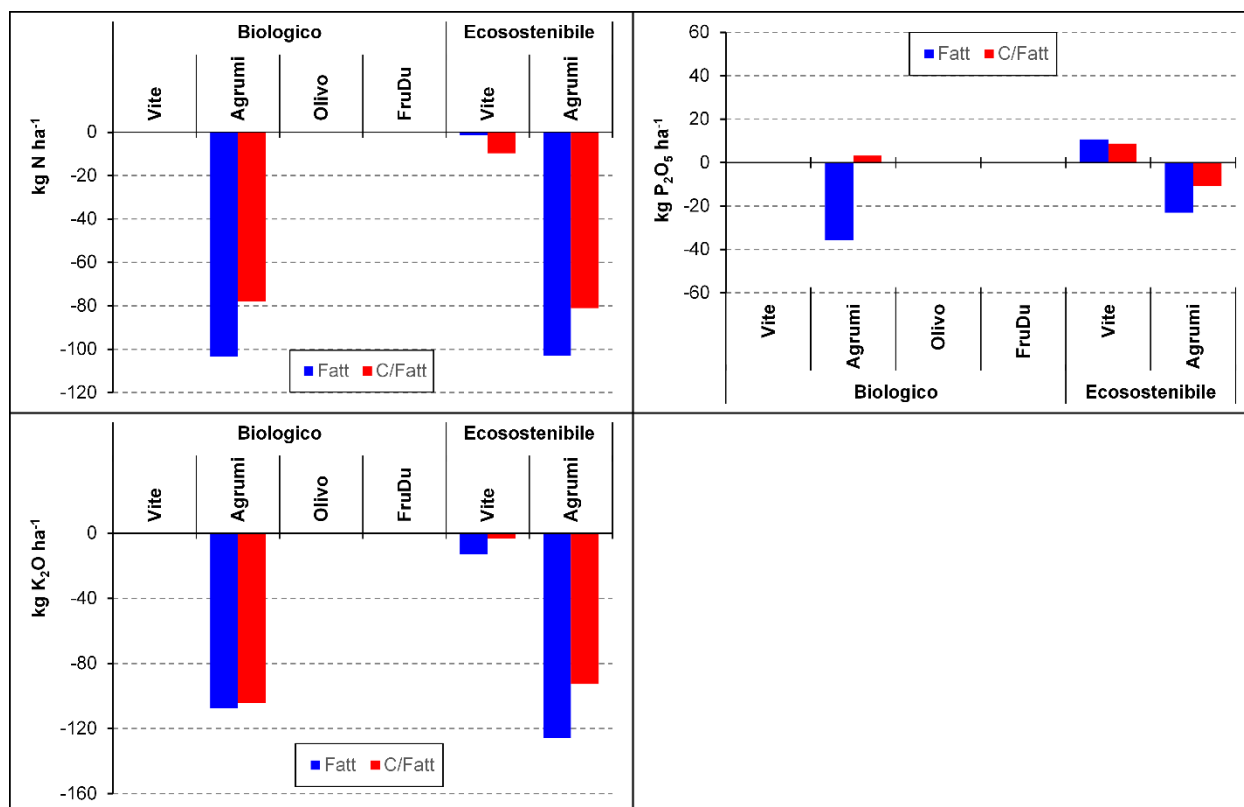 Biologico Ecosostenibile
Vite Agrumi Olivo FruDu Vite Agrumi
kg N ha-1
0
-20
-40
-60
-80
-100
-120
Fatt C/Fatt
60
40
20
0
-20
-40
-60
kg P2O5 ha-1
Fatt C/Fatt
Vite Agrumi Olivo FruDu Vite Agrumi
Biologico Ecosostenibile
Biologico Ecosostenibile
Vite Agrumi Olivo FruDu Vite Agrumi
kg K2O ha-1
0
-40
-80
-120
-160
Fatt C/Fatt